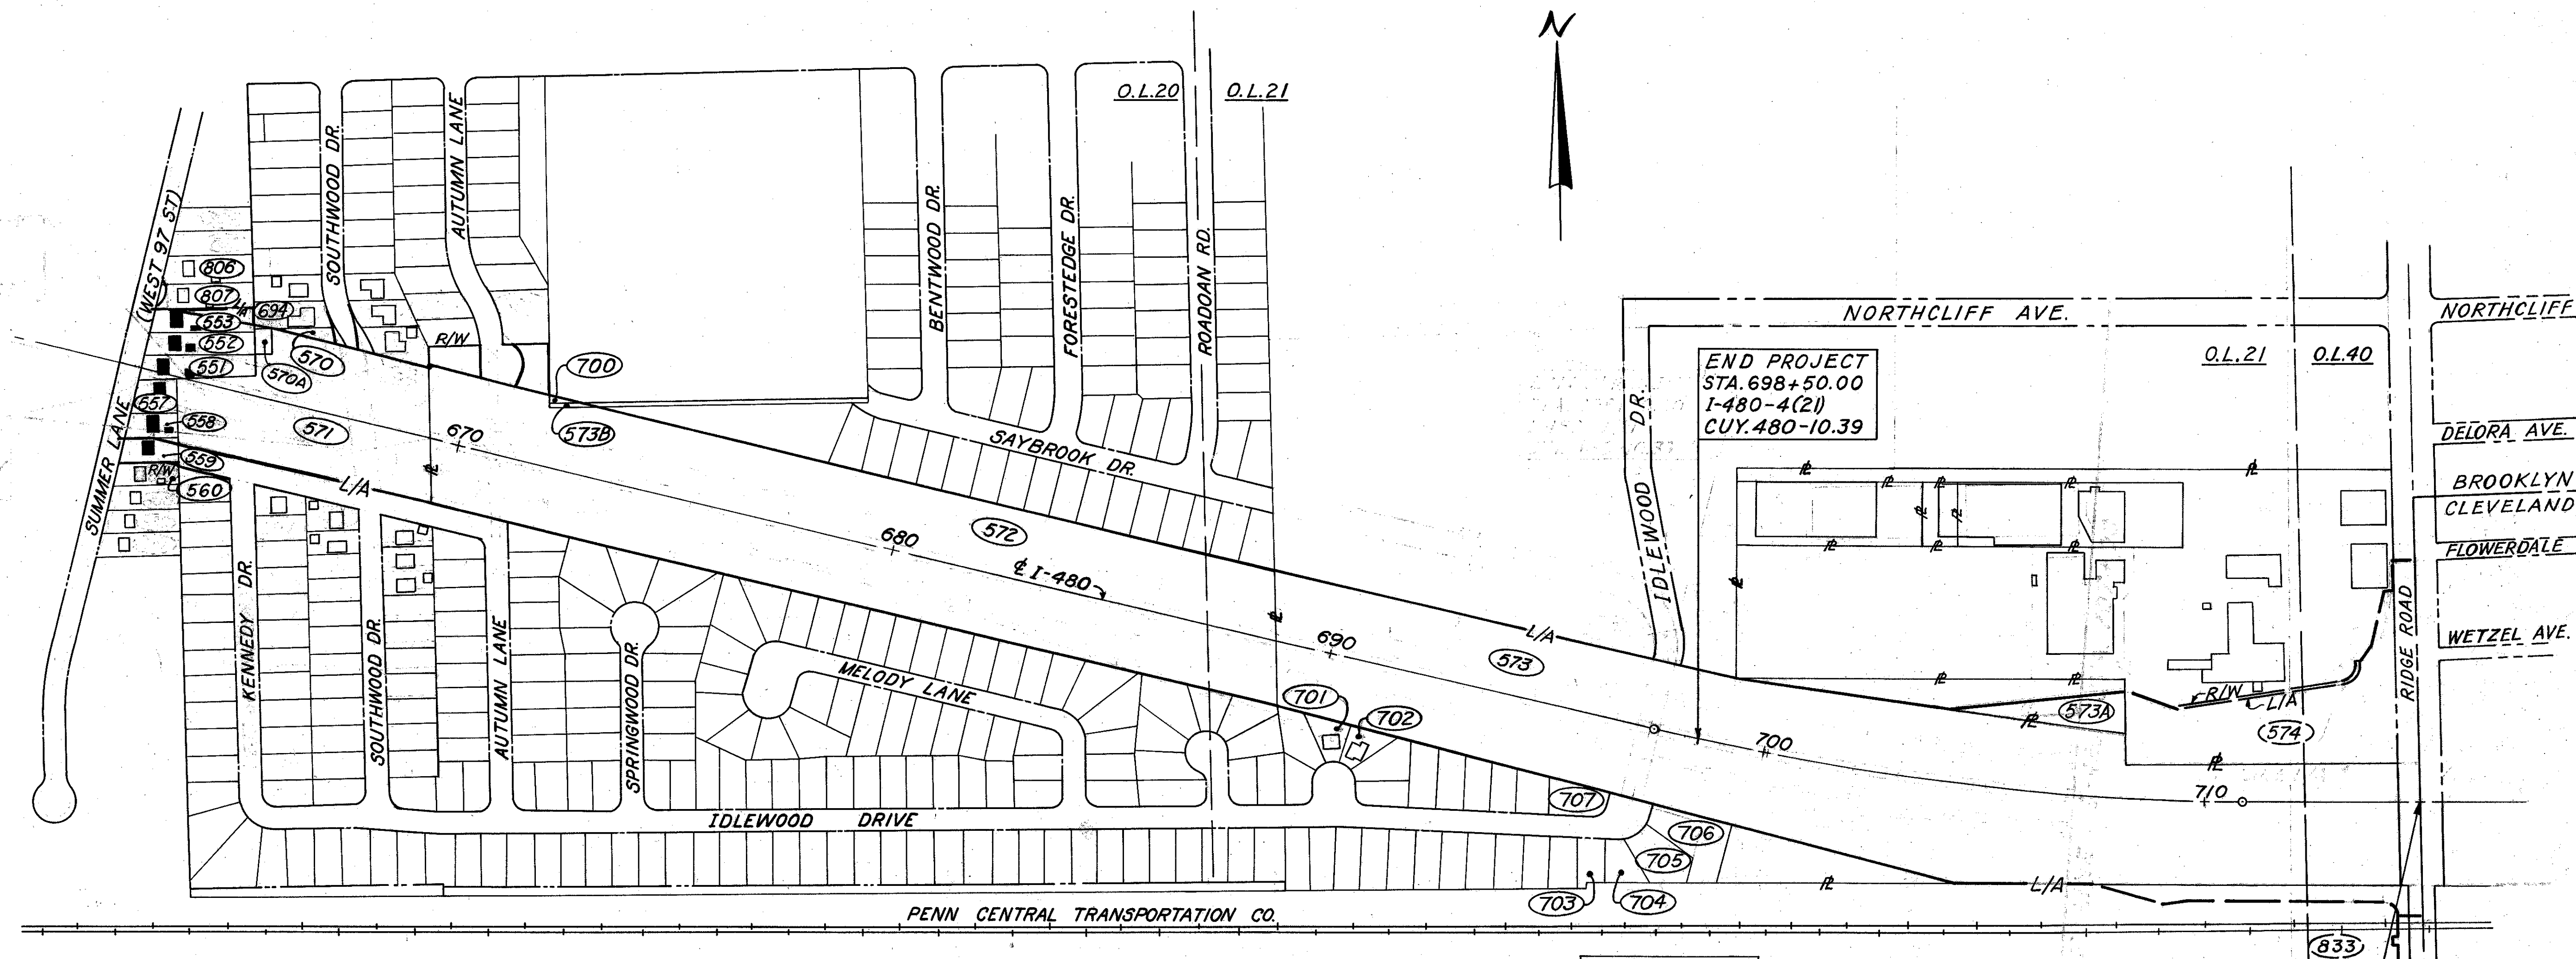 N
O.L.20
O.L.21
SOUTHWOOD DR.
AUTUMN LANE
BENTWOOD DR.
FORESTEDGE DR.
ROADOAN RD.
(WEST 97 ST)
SUMMER LANE
806
807
L/A
694
553
552
551
570
570A
557
558
559
R/W
560
571
R/W
700
573B
670
L/A
SAYBROOK DR.
572
680
₵ I-480
690
L/A
573
NORTHCLIFF AVE.
NORTHCLIFF
IDLEWOOD DR.
END PROJECT
STA.698+50.00
I-480-4(21)
CUY.480-10.39
O.L.21
O.L.40
DELORA AVE.
BROOKLYN
CLEVELAND
FLOWERDALE
WETZEL AVE.
RIDGE ROAD
R/W
L/A
573A
574
700
710
KENNEDY DR.
SOUTHWOOD DR.
AUTUMN LANE
SPRINGWOOD DR.
MELODY LANE
701
702
707
706
705
703
704
IDLEWOOD DRIVE
L/A
PENN CENTRAL TRANSPORTATION CO.
833